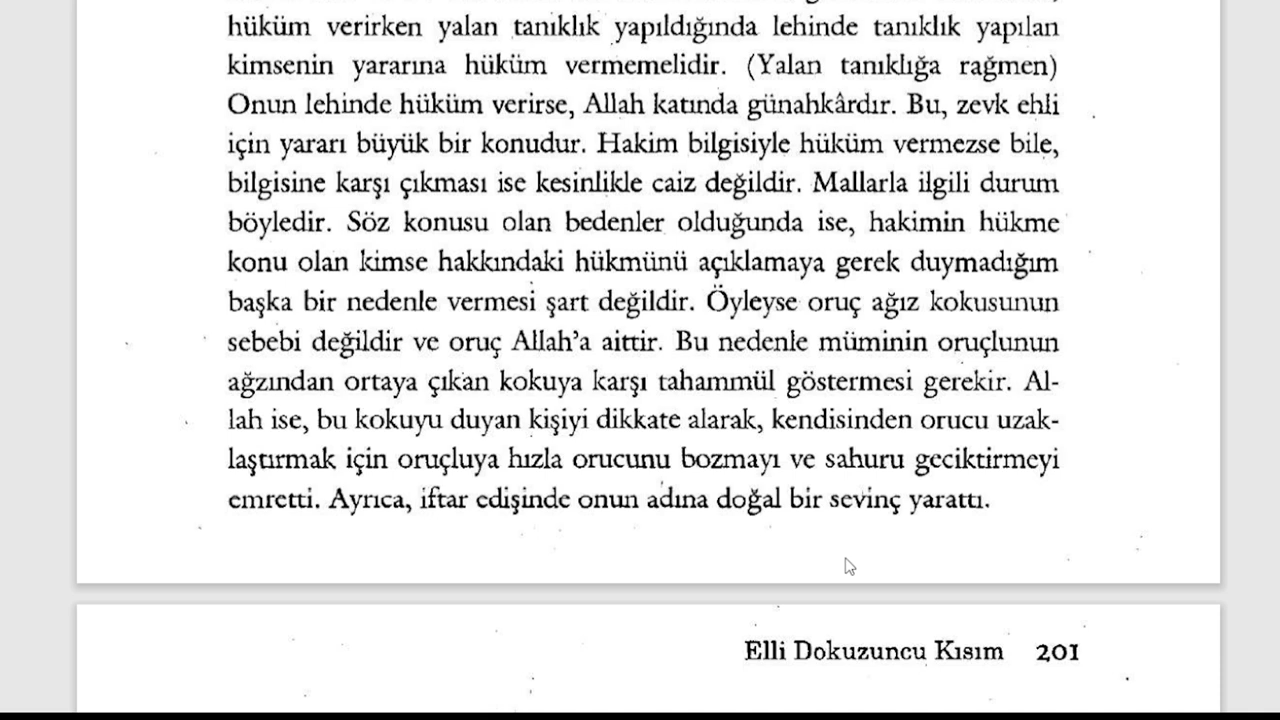 hüküm verirken yalan tanıklık yapıldığında lehinde tanıklık yapılan
kimsenin yararına hüküm vermemelidir. (Yalan tanıklığa rağmen)
Onun lehinde hüküm verirse, Allah katında günahkârdır. Bu, zevk ehli
için yararı büyük bir konudur. Hakim bilgisiyle hüküm vermezse bile,
bilgisine karşı çıkması ise kesinlikle caiz değildir. Mallarla ilgili durum
böyledir. Söz konusu olan bedenler olduğunda ise, hakimin hükme
konu olan kimse hakkındaki hükmünü açıklamaya gerek duymadığım
başka bir nedenle vermesi şart değildir. Öyleyse oruç ağız kokusunun
sebebi değildir ve oruç Allah'a aittir. Bu nedenle müminin oruçlunun
ağzından ortaya çıkan kokuya karşı tahammül göstermesi gerekir. Al-
lah ise, bu kokuyu duyan kişiyi dikkate alarak, kendisinden orucu uzak-
laştırmak için oruçluya hızla orucunu bozmayı ve sahuru geciktirmeyi
emretti. Ayrıca, iftar edişinde onun adına doğal bir sevinç yarattı.
Elli Dokuzuncu Kısım 201